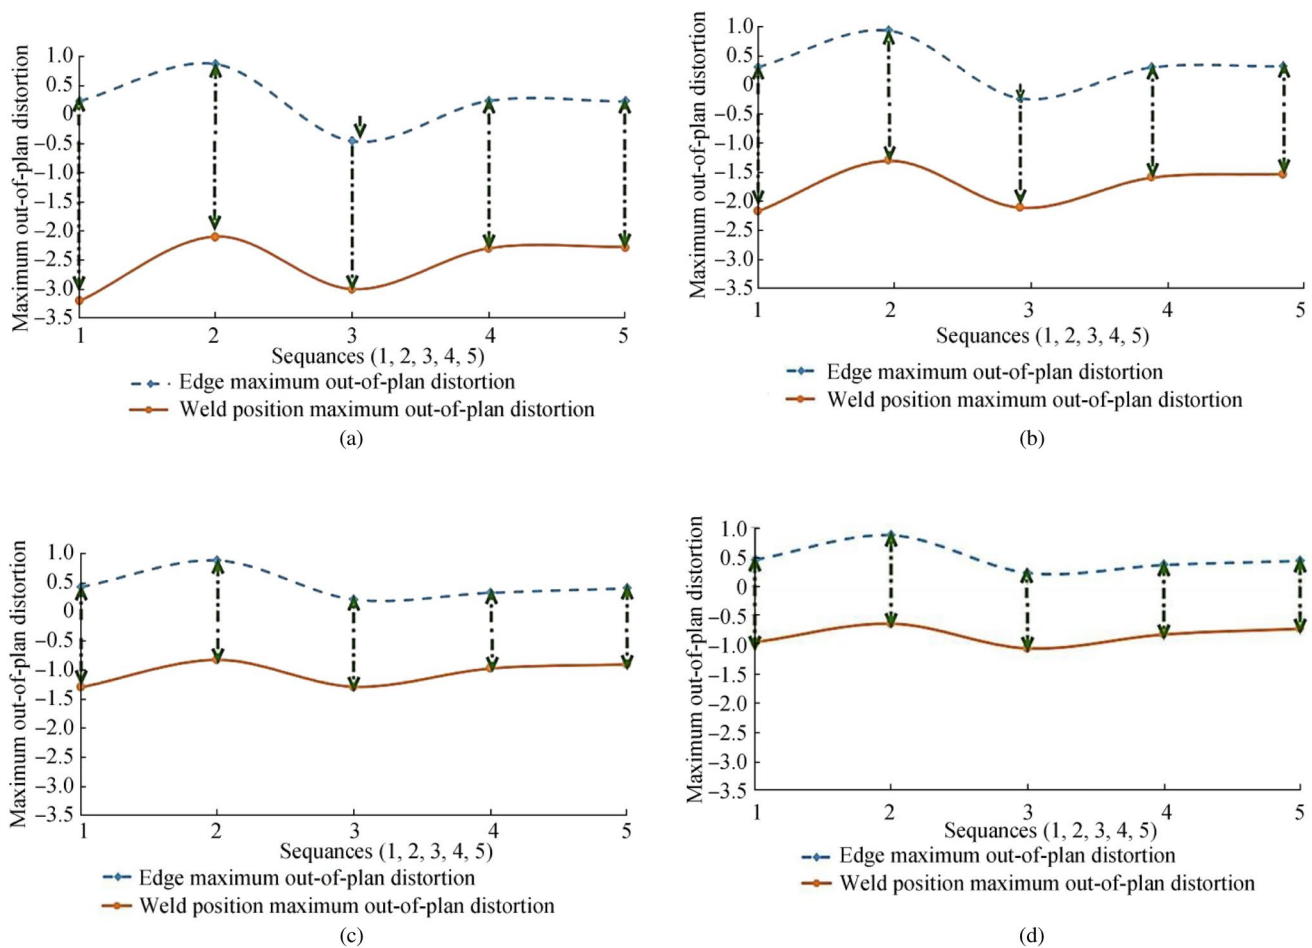 Maximum out-of-plan distortion
1.0
0.5
0
−0.5
−1.0
−1.5
−2.0
−2.5
−3.0
−3.5
1 2 3 4 5
Sequances (1, 2, 3, 4, 5)
Edge maximum out-of-plan distortion
Weld position maximum out-of-plan distortion
(a)
Maximum out-of-plan distortion
1.0
0.5
0
−0.5
−1.0
−1.5
−2.0
−2.5
−3.0
−3.5
1 2 3 4 5
Sequances (1, 2, 3, 4, 5)
Edge maximum out-of-plan distortion
Weld position maximum out-of-plan distortion
(b)
Maximum out-of-plan distortion
1.0
0.5
0
−0.5
−1.0
−1.5
−2.0
−2.5
−3.0
−3.5
1 2 3 4 5
Sequances (1, 2, 3, 4, 5)
Edge maximum out-of-plan distortion
Weld position maximum out-of-plan distortion
(c)
Maximum out-of-plan distortion
1.0
0.5
0
−0.5
−1.0
−1.5
−2.0
−2.5
−3.0
−3.5
1 2 3 4 5
Sequances (1, 2, 3, 4, 5)
Edge maximum out-of-plan distortion
Weld position maximum out-of-plan distortion
(d)